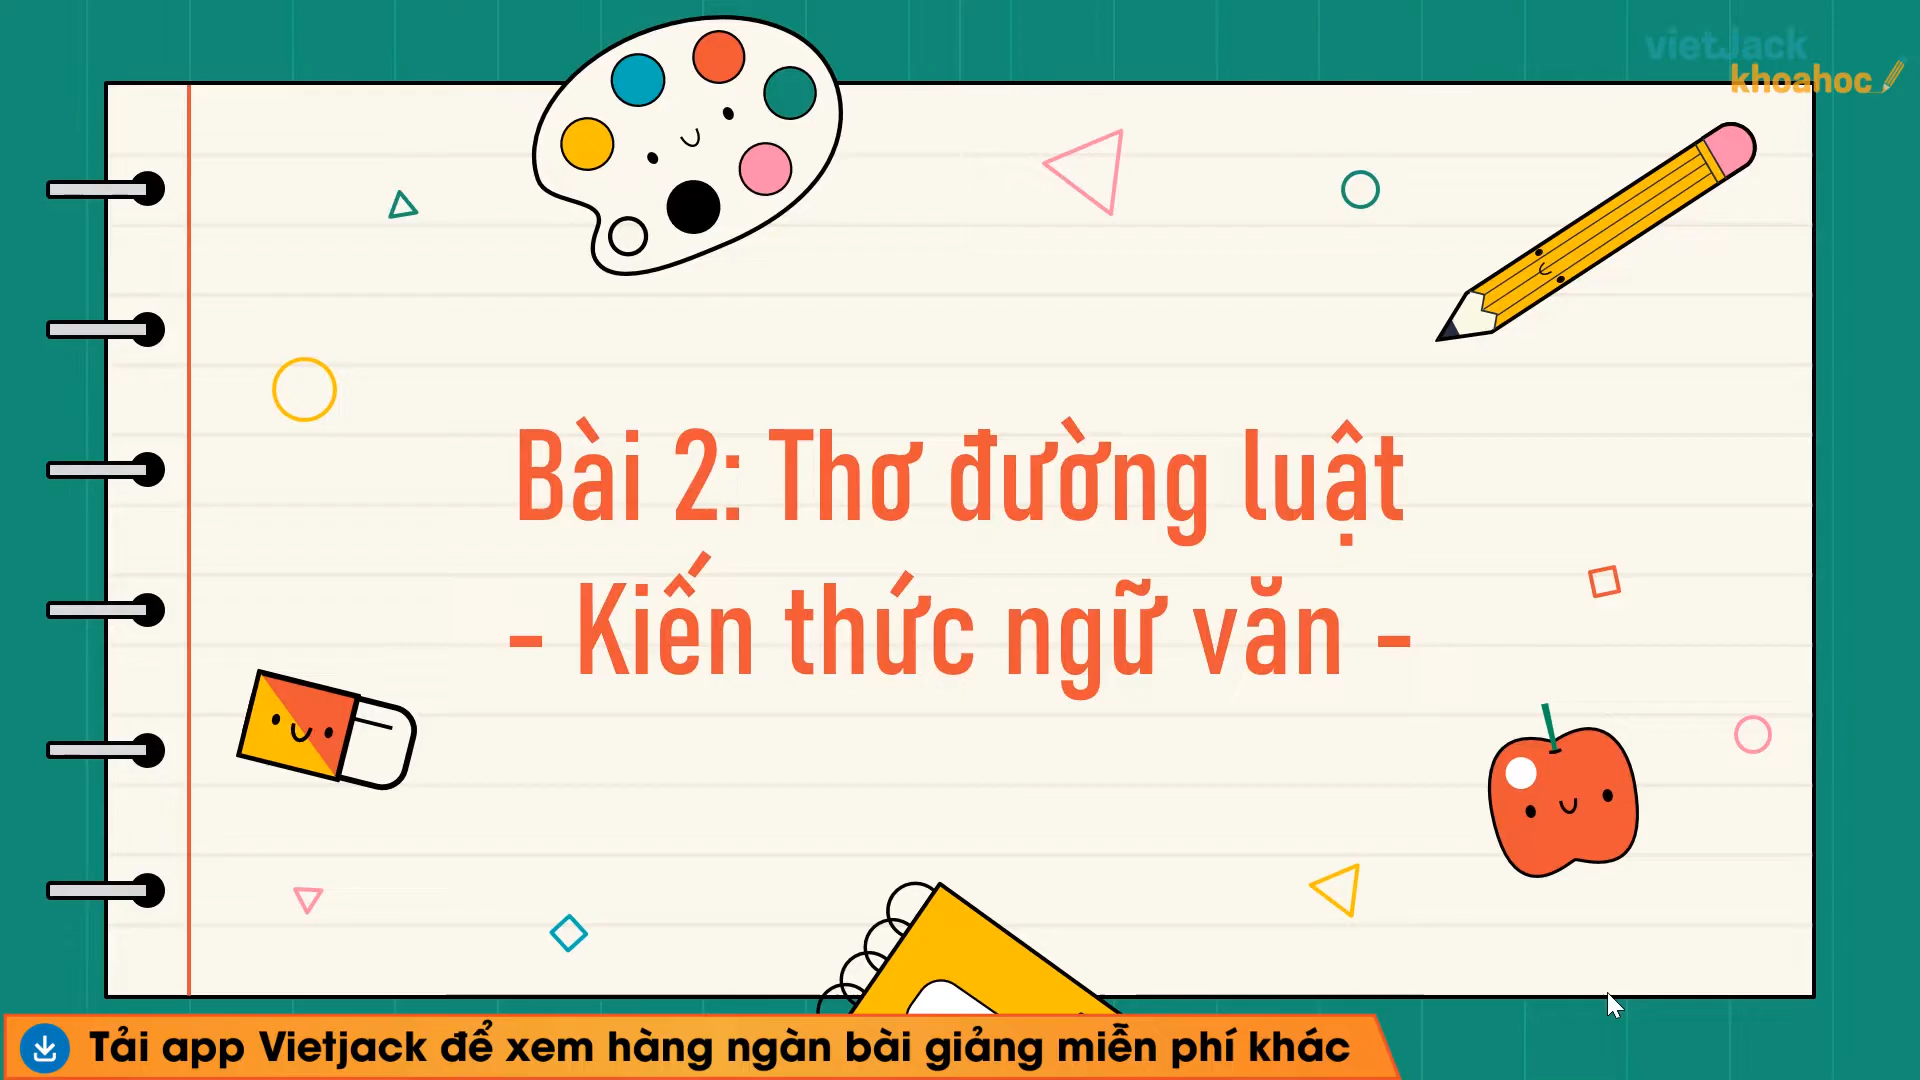 vietJack
khoahoc
Bài 2: Thơ đường luật
- Kiến thức ngữ văn -
Tải app Vietjack để xem hàng ngàn bài giảng miễn phí khác